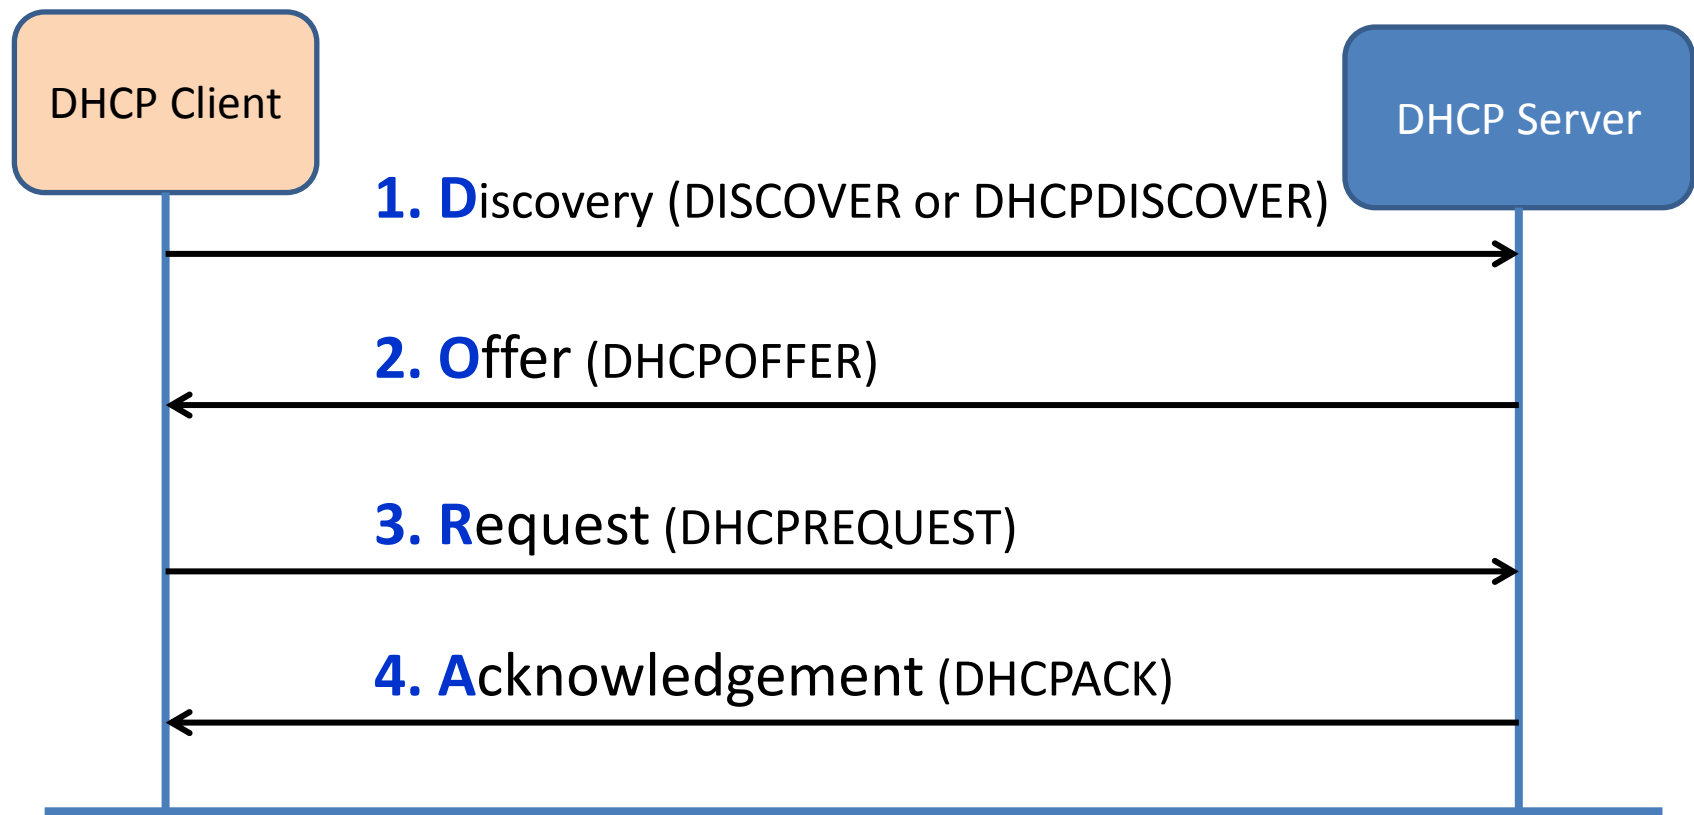 DHCP Client
DHCP Server
1. Discovery (DISCOVER or DHCPDISCOVER)
2. Offer (DHCPOFFER)
3. Request (DHCPREQUEST)
4. Acknowledgement (DHCPACK)